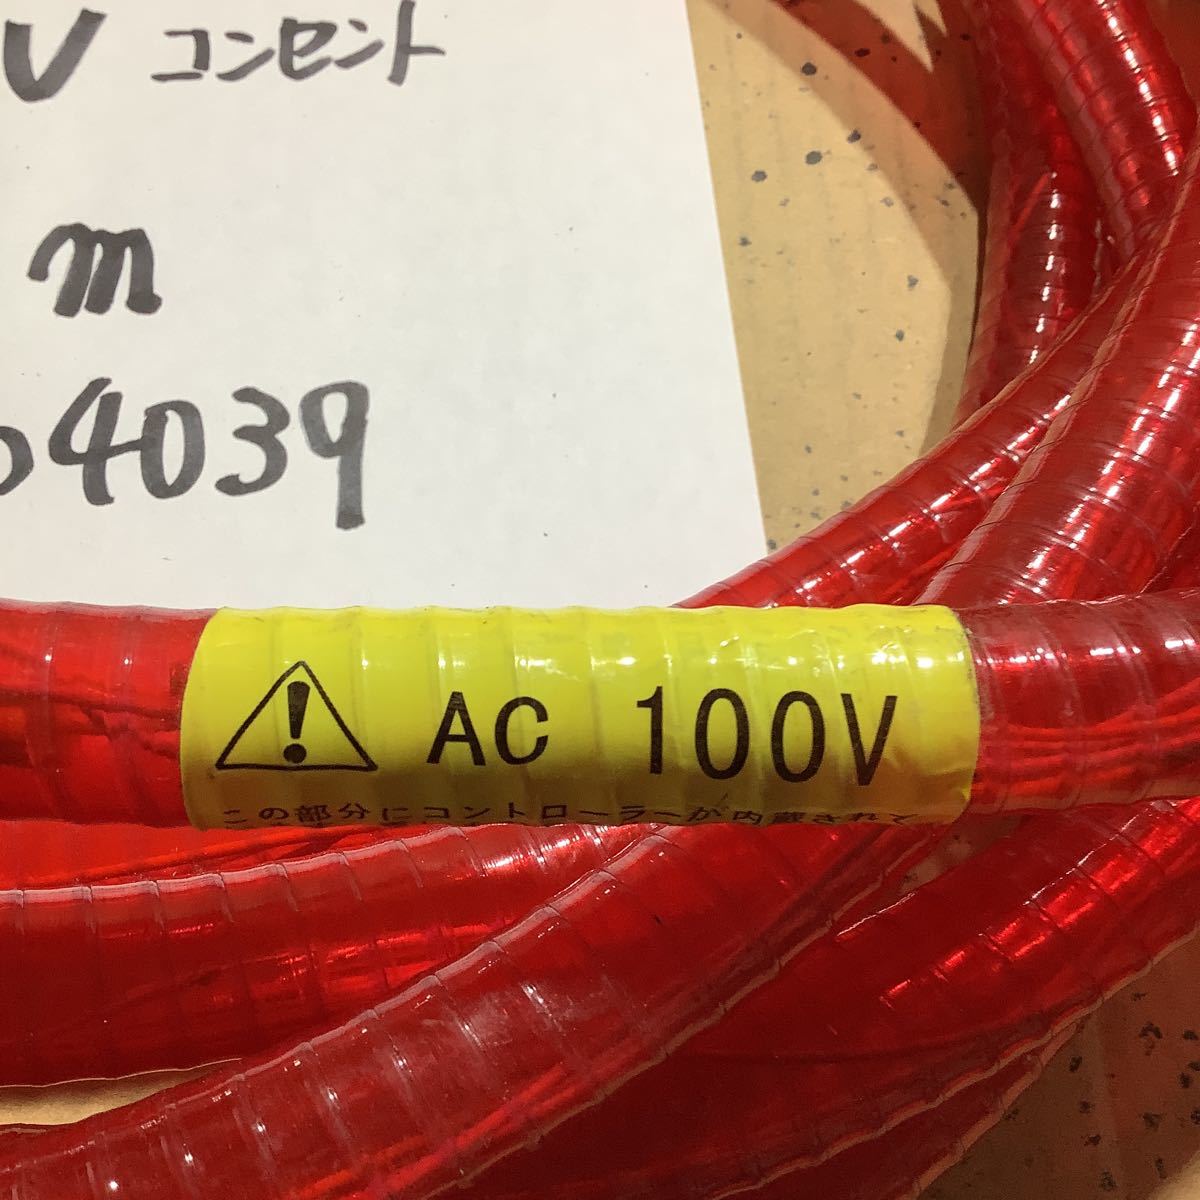 V コンセント
m
04039
AC 100V
この部分にコントローラーが内蔵されて